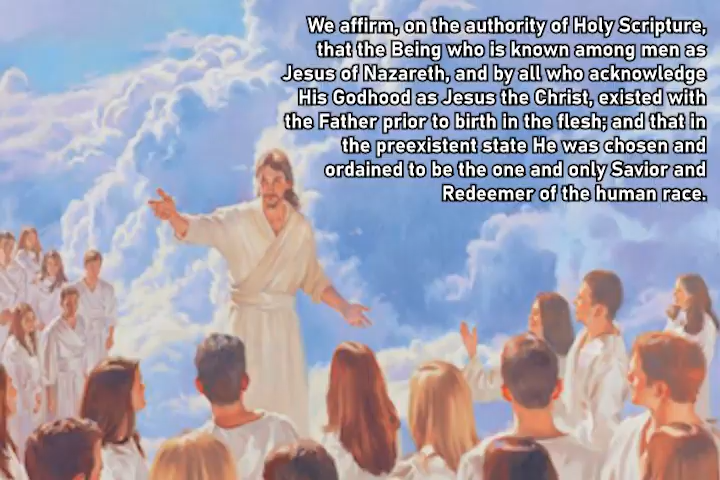 We affirm, on the authority of Holy Scripture,
that the Being who is known among men as
Jesus of Nazareth, and by all who acknowledge
His Godhood as Jesus the Christ, existed with
the Father prior to birth in the flesh; and that in
the preexistent state He was chosen and
ordained to be the one and only Savior and
Redeemer of the human race.